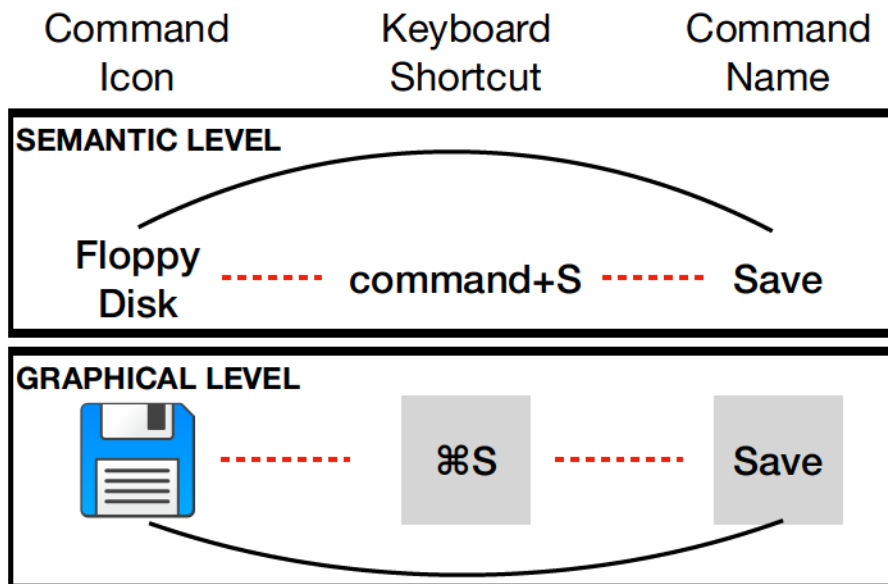 Command Icon
Keyboard Shortcut
Command Name
SEMANTIC LEVEL
Floppy Disk
command+S
Save
GRAPHICAL LEVEL
⌘S
Save